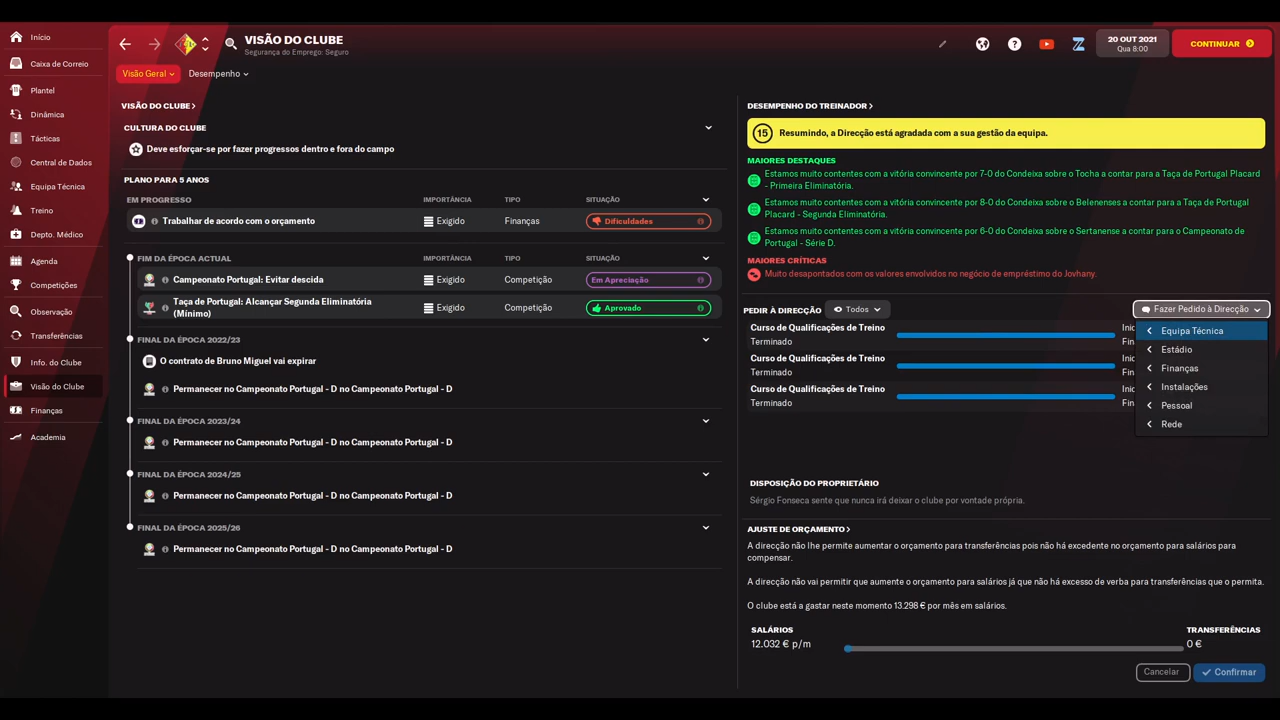 Início
Caixa de Correio
Plantel
Dinâmica
Tácticas
Central de Dados
Equipa Técnica
Treino
Depto. Médico
Agenda
Competições
Observação
Transferências
Info. do Clube
Visão do Clube
Finanças
Academia
VISÃO DO CLUBE
Segurança do Emprego: Seguro
20 OUT 2021
Qua 8:00
CONTINUAR
Visão Geral
Desempenho
VISÃO DO CLUBE
CULTURA DO CLUBE
Deve esforçar-se por fazer progressos dentro e fora do campo
PLANO PARA 5 ANOS
EM PROGRESSO IMPORTÂNCIA TIPO SITUAÇÃO
Trabalhar de acordo com o orçamento Exigido Finanças Dificuldades
FIM DA ÉPOCA ACTUAL IMPORTÂNCIA TIPO SITUAÇÃO
Campeonato Portugal: Evitar descida Exigido Competição Em Apreciação
Taça de Portugal: Alcançar Segunda Eliminatória
(Mínimo) Exigido Competição Aprovado
FINAL DA ÉPOCA 2022/23
O contrato de Bruno Miguel vai expirar
Permanecer no Campeonato Portugal - D no Campeonato Portugal - D
FINAL DA ÉPOCA 2023/24
Permanecer no Campeonato Portugal - D no Campeonato Portugal - D
FINAL DA ÉPOCA 2024/25
Permanecer no Campeonato Portugal - D no Campeonato Portugal - D
FINAL DA ÉPOCA 2025/26
Permanecer no Campeonato Portugal - D no Campeonato Portugal - D
DESEMPENHO DO TREINADOR
15 Resumindo, a Direcção está agradada com a sua gestão da equipa.
MAIORES DESTAQUES
Estamos muito contentes com a vitória convincente por 7-0 do Condeixa sobre o Tocha a contar para a Taça de Portugal Placard
- Primeira Eliminatória.
Estamos muito contentes com a vitória convincente por 8-0 do Condeixa sobre o Belenenses a contar para a Taça de Portugal
Placard - Segunda Eliminatória.
Estamos muito contentes com a vitória convincente por 6-0 do Condeixa sobre o Sertanense a contar para o Campeonato de
Portugal - Série D.
MAIORES CRÍTICAS
Muito desapontados com os valores envolvidos no negócio de empréstimo do Jovhany.
PEDIR À DIRECÇÃO Todos Fazer Pedido à Direcção
Curso de Qualificações de Treino Inic
Terminado Fin
Curso de Qualificações de Treino Inic
Terminado Fin
Curso de Qualificações de Treino Inic
Terminado Fin
Equipa Técnica
Estádio
Finanças
Instalações
Pessoal
Rede
DISPOSIÇÃO DO PROPRIETÁRIO
Sérgio Fonseca sente que nunca irá deixar o clube por vontade própria.
AJUSTE DE ORÇAMENTO
A direcção não lhe permite aumentar o orçamento para transferências pois não há excedente no orçamento para salários para
compensar.
A direcção não vai permitir que aumente o orçamento para salários já que não há excesso de verba para transferências que o permita.
O clube está a gastar neste momento 13.298 € por mês em salários.
SALÁRIOS TRANSFERÊNCIAS
12.032 € p/m 0 €
Cancelar Confirmar